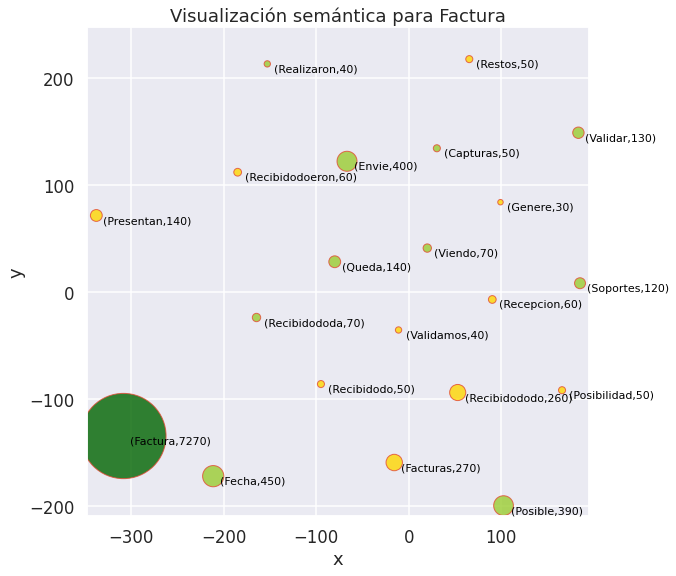 Visualización semántica para Factura
200
100
0
−100
−200
y
(Realizaron,40)
(Restos,50)
(Validar,130)
(Capturas,50)
(Envie,400)
(Recibidodoeron,60)
(Genere,30)
(Presentan,140)
(Viendo,70)
(Queda,140)
(Soportes,120)
(Recepcion,60)
(Recibidododa,70)
(Validamos,40)
(Recibidodo,50)
(Posibilidad,50)
(Recibidododo,260)
(Factura,7270)
(Facturas,270)
(Fecha,450)
(Posible,390)
−300 −200 −100 0 100
x